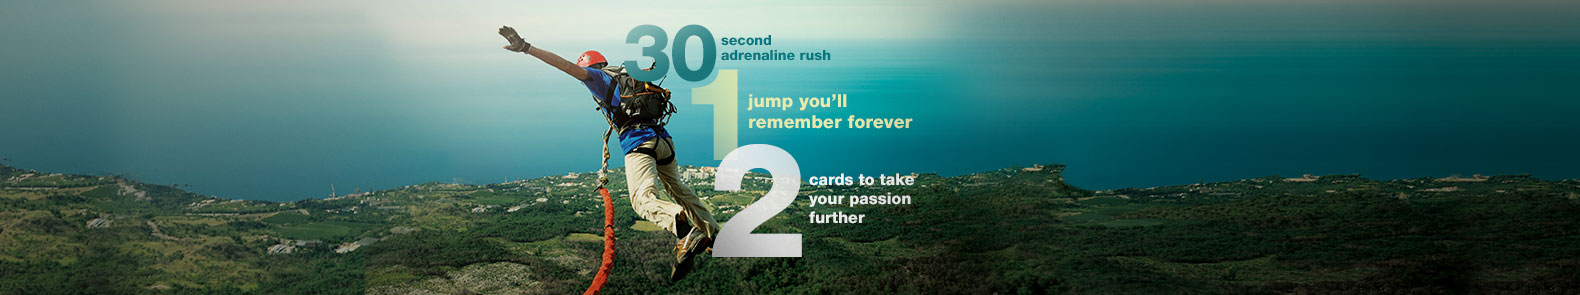 30 second
adrenaline rush
1 jump you'll
remember forever
2 cards to take
your passion
further